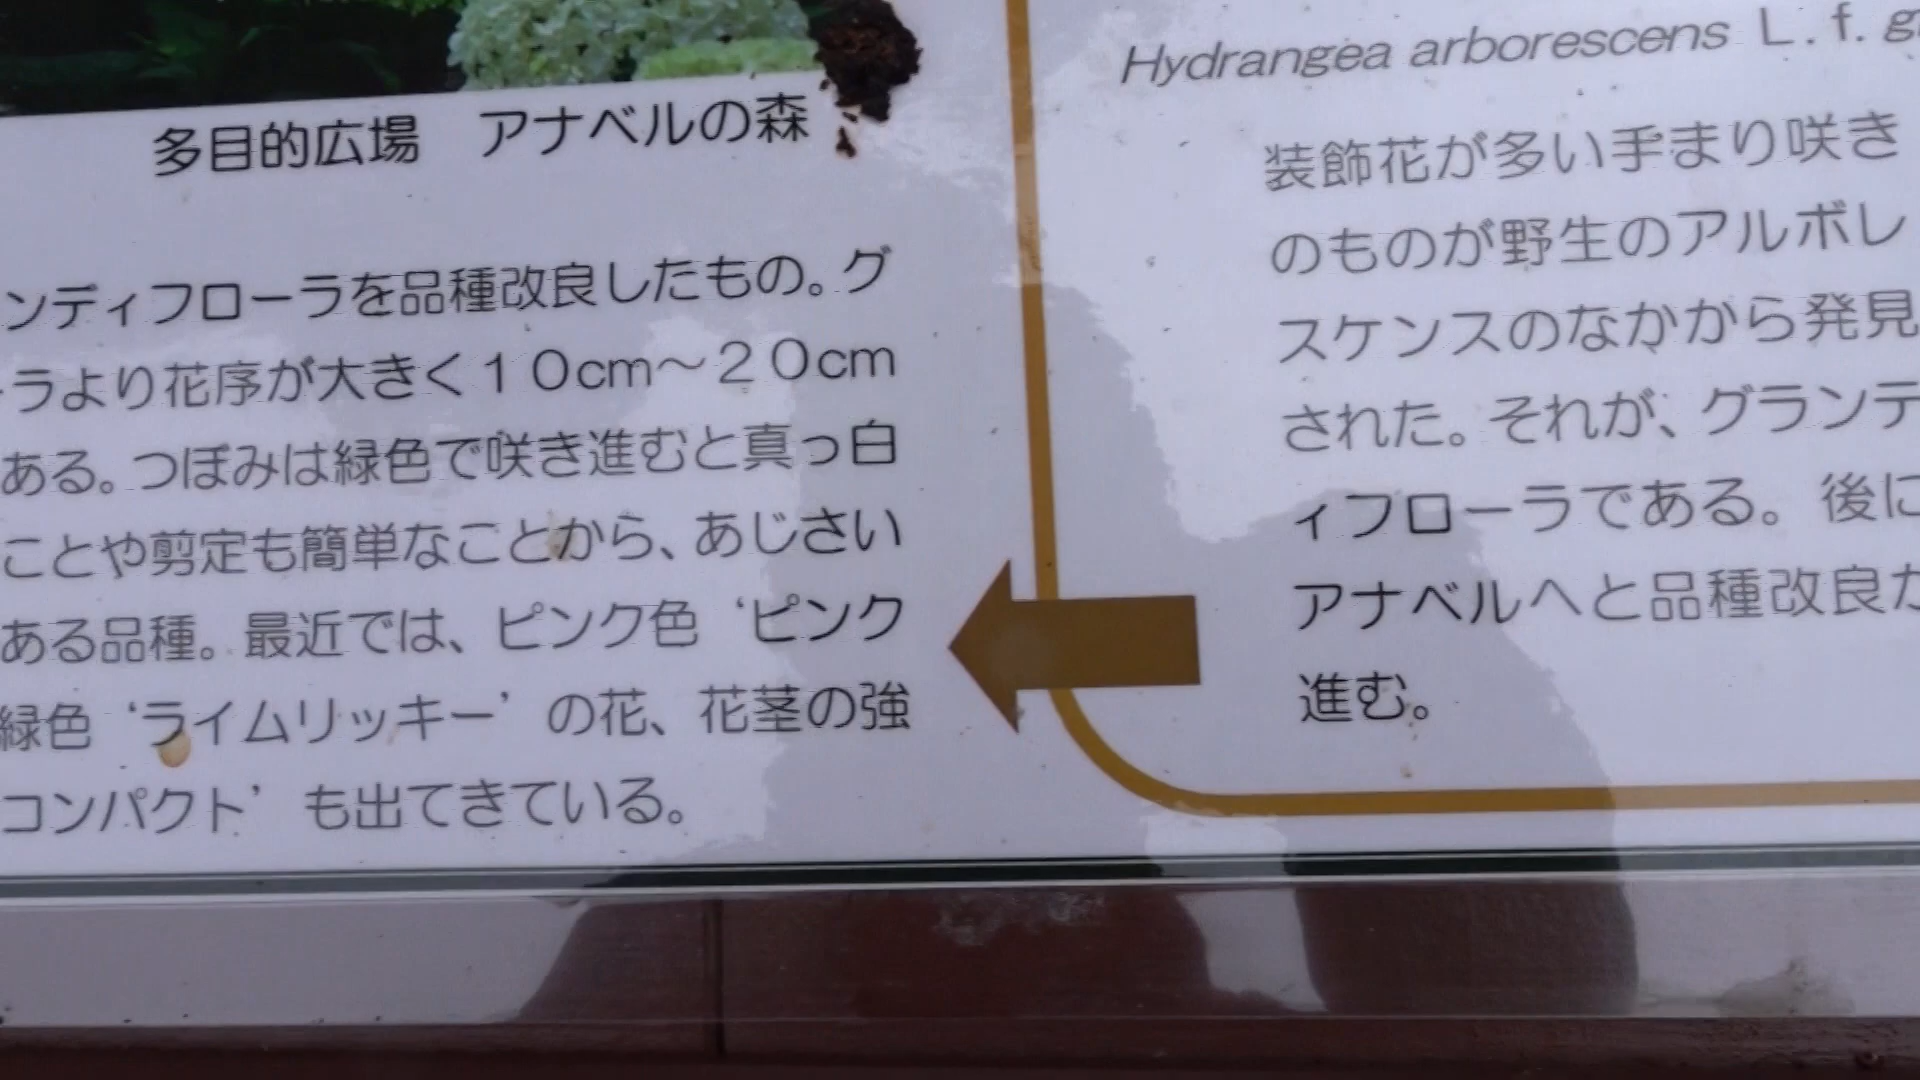 多目的広場　アナベルの森
ンディフローラを品種改良したもの。グ
ーラより花序が大きく１０cm～２０cm
ある。つぼみは緑色で咲き進むと真っ白
ことや剪定も簡単なことから、あじさい
ある品種。最近では、ピンク色‘ピンク
緑色‘ライムリッキー’の花、花茎の強
コンパクト’も出てきている。
Hydrangea arborescens L. f.
装飾花が多い手まり咲き
のものが野生のアルボレ
スケンスのなかから発見
された。それが、グランデ
ィフローラである。後に
アナベルへと品種改良が
進む。